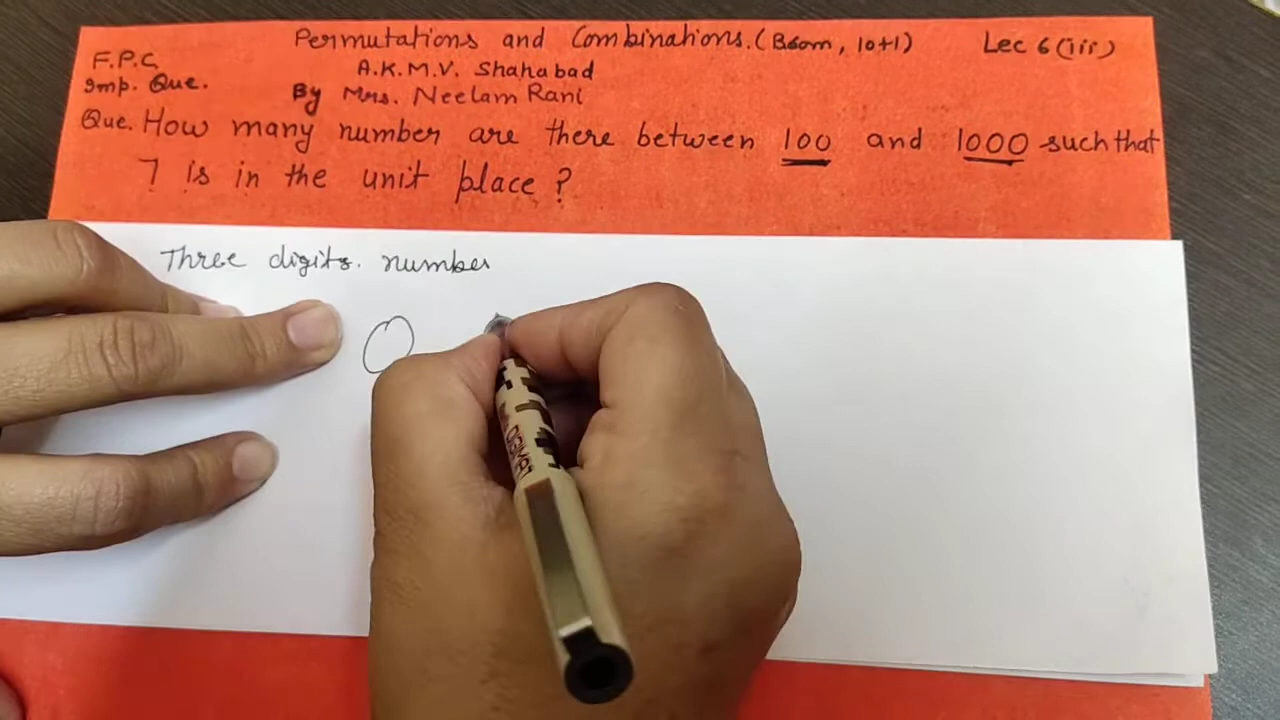 Permutations and Combinations. (B6om, 10+1) Lec 6 (iii)
F.P.C
A.K.M.V. Shahabad
Imp. Que.
By Mrs. Neelam Rani
Que. How many number are there between 100 and 1000 such that
7 is in the unit place ?
Three digits. number